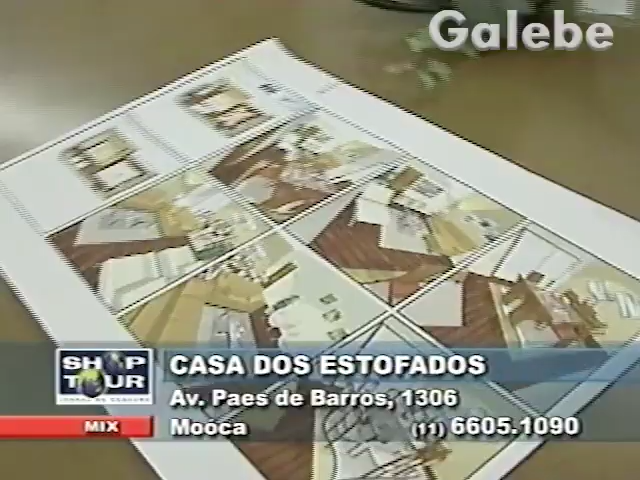 Galebe
SHOP
TOUR
CASA DOS ESTOFADOS
Av. Paes de Barros, 1306
MIX
Mooca
(11) 6605.1090